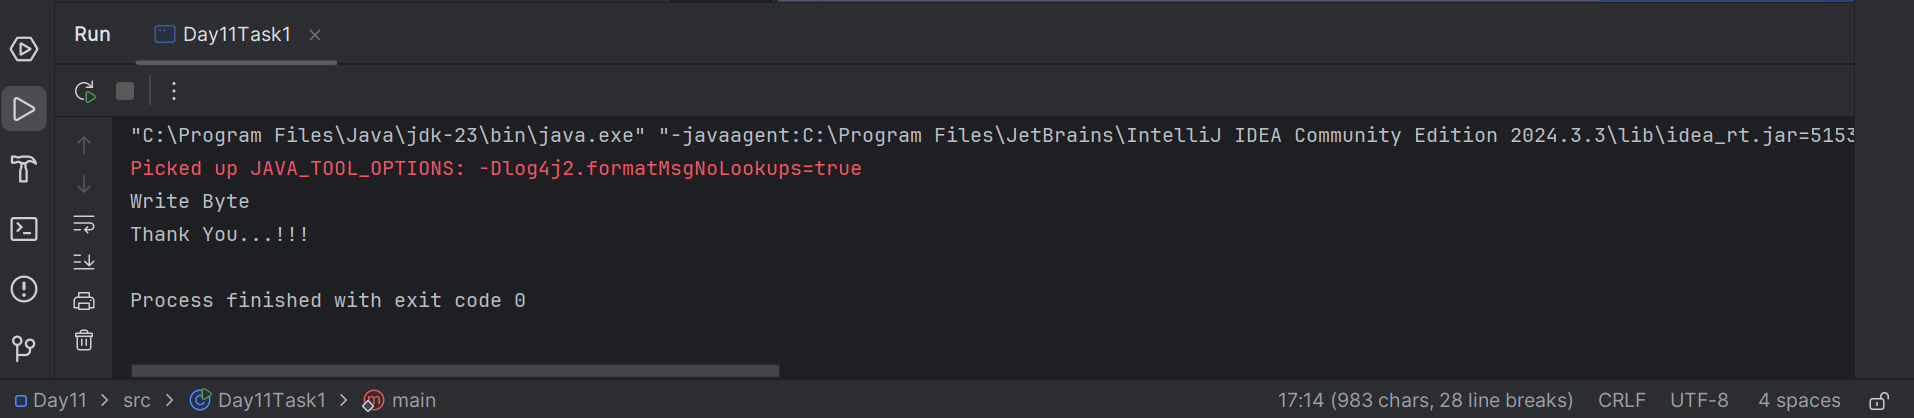 Run Day11Task1
"C:\Program Files\Java\jdk-23\bin\java.exe" "-javaagent:C:\Program Files\JetBrains\IntelliJ IDEA Community Edition 2024.3.3\lib\idea_rt.jar=5153
Picked up JAVA_TOOL_OPTIONS: -Dlog4j2.formatMsgNoLookups=true
Write Byte
Thank You...!!!
Process finished with exit code 0
Day11 > src > Day11Task1 > main 17:14 (983 chars, 28 line breaks) CRLF UTF-8 4 spaces